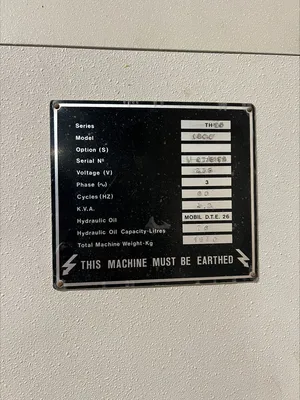 Series TH
Model
Option (S)
Serial Nº
Voltage (V)
Phase (∿) 3
Cycles (HZ)
K.V.A.
Hydraulic Oil MOBIL D.T.E. 26
Hydraulic Oil Capacity-Litres
Total Machine Weight-Kg
THIS MACHINE MUST BE EARTHED